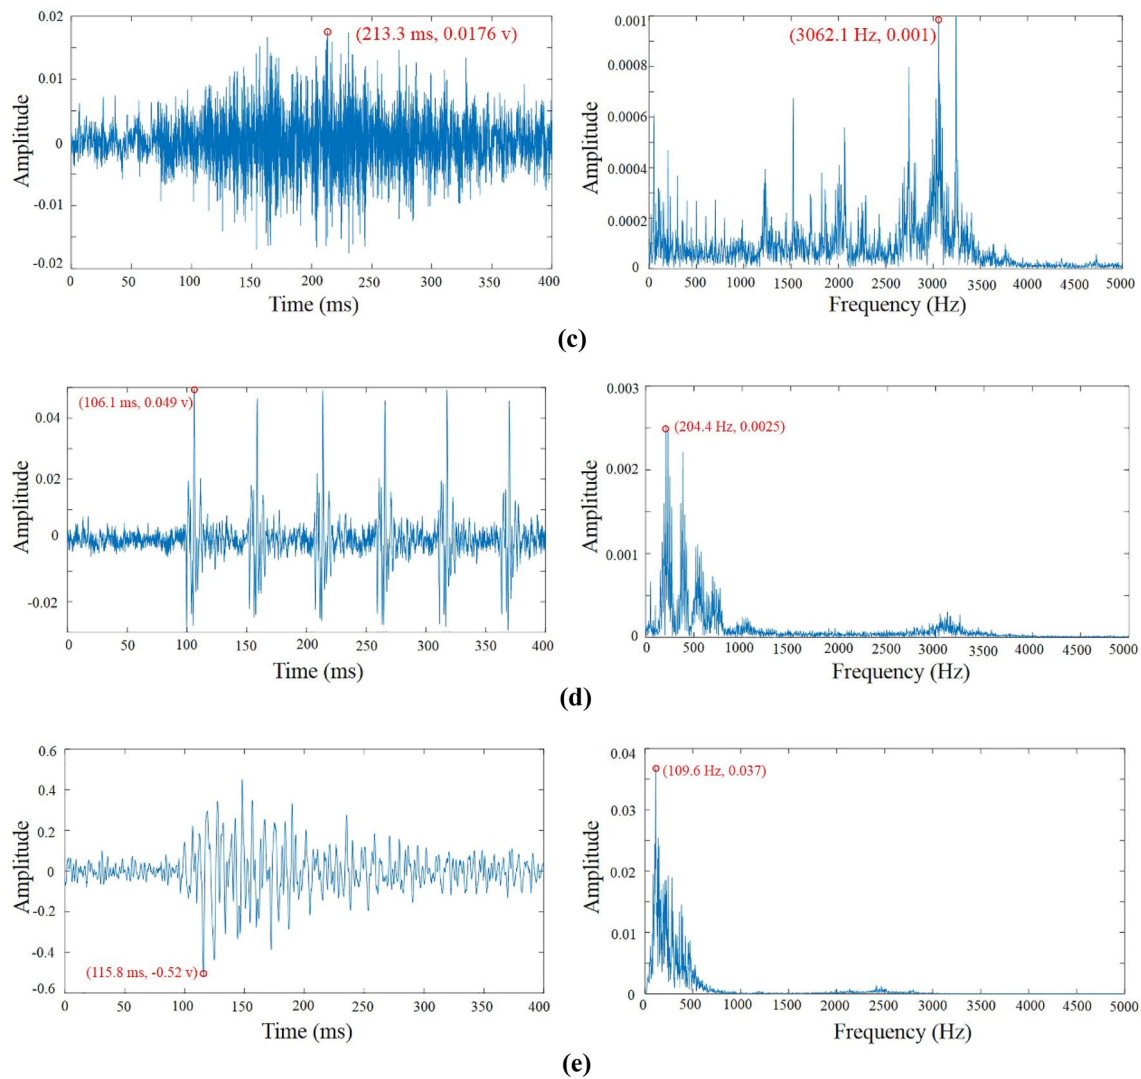 0.02
0.01
0
-0.01
-0.02
Amplitude
(213.3 ms, 0.0176 v)
0 50 100 150 200 250 300 350 400
Time (ms)
0.001
0.0008
0.0006
0.0004
0.0002
0
Amplitude
(3062.1 Hz, 0.001)
0 500 1000 1500 2000 2500 3000 3500 4000 4500 5000
Frequency (Hz)
(c)
0.04
0.02
0
-0.02
Amplitude
(106.1 ms, 0.049 v)
0 50 100 150 200 250 300 350 400
Time (ms)
0.003
0.002
0.001
0
Amplitude
(204.4 Hz, 0.0025)
0 500 1000 1500 2000 2500 3000 3500 4000 4500 5000
Frequency (Hz)
(d)
0.6
0.4
0.2
0
-0.2
-0.4
-0.6
Amplitude
(115.8 ms, -0.52 v)
0 50 100 150 200 250 300 350 400
Time (ms)
0.04
0.03
0.02
0.01
0
Amplitude
(109.6 Hz, 0.037)
0 500 1000 1500 2000 2500 3000 3500 4000 4500 5000
Frequency (Hz)
(e)